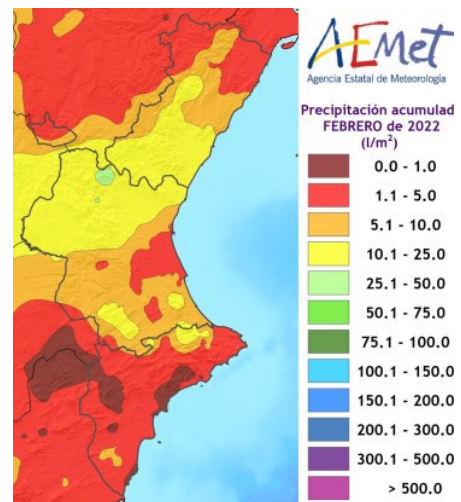 AEmet
Agencia Estatal de Meteorología
Precipitación acumulad
FEBRERO de 2022
(l/m²)
0.0 - 1.0
1.1 - 5.0
5.1 - 10.0
10.1 - 25.0
25.1 - 50.0
50.1 - 75.0
75.1 - 100.0
100.1 - 150.0
150.1 - 200.0
200.1 - 300.0
300.1 - 500.0
> 500.0